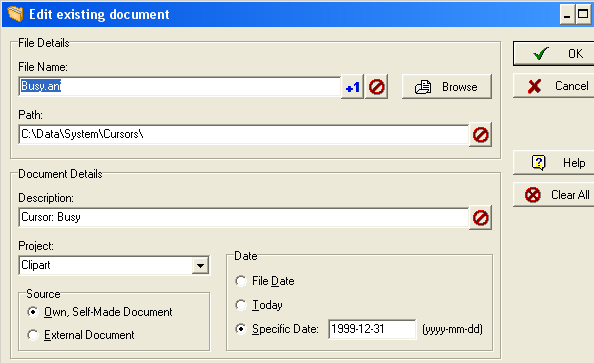 Edit existing document
File Details
File Name:
Busy.ani
+1
Browse
Path:
C:\Data\System\Cursors\
OK
Cancel
Help
Clear All
Document Details
Description:
Cursor: Busy
Project:
Clipart
Source
Own, Self-Made Document
External Document
Date
File Date
Today
Specific Date: 1999-12-31 (yyyy-mm-dd)